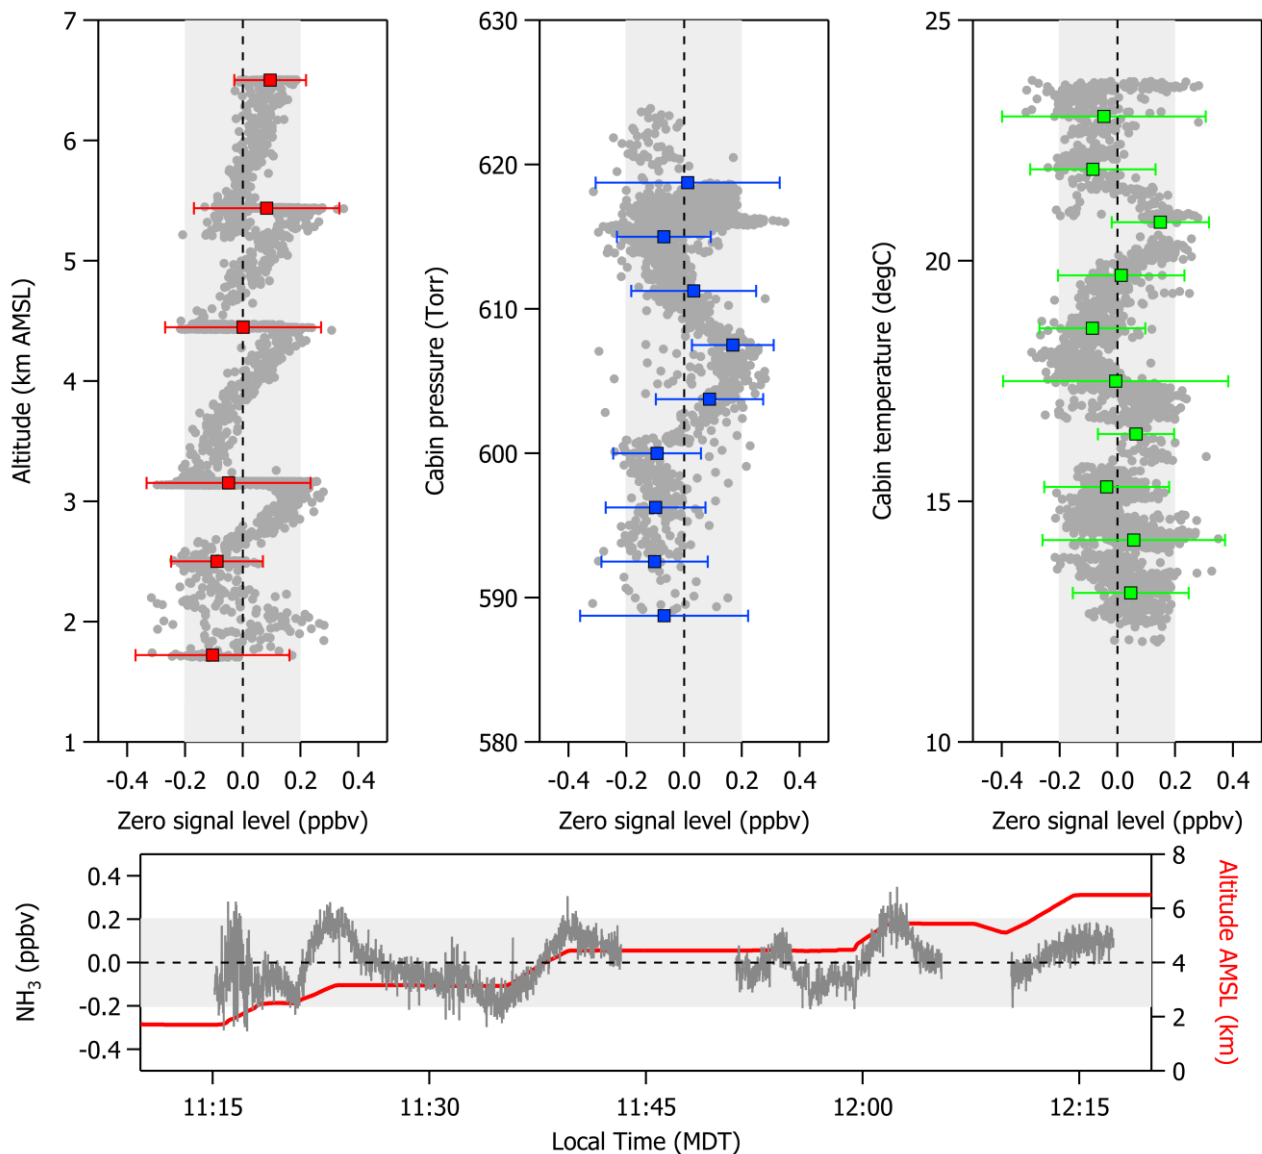 Altitude (km AMSL)
7
6
5
4
3
2
1
-0.4 -0.2 0.0 0.2 0.4
Zero signal level (ppbv)
Cabin pressure (Torr)
630
620
610
600
590
580
-0.4 -0.2 0.0 0.2 0.4
Zero signal level (ppbv)
Cabin temperature (degC)
25
20
15
10
-0.4 -0.2 0.0 0.2 0.4
Zero signal level (ppbv)
NH3 (ppbv)
0.4
0.2
0.0
-0.2
-0.4
8
6
4
2
0
Altitude AMSL (km)
11:15 11:30 11:45 12:00 12:15
Local Time (MDT)